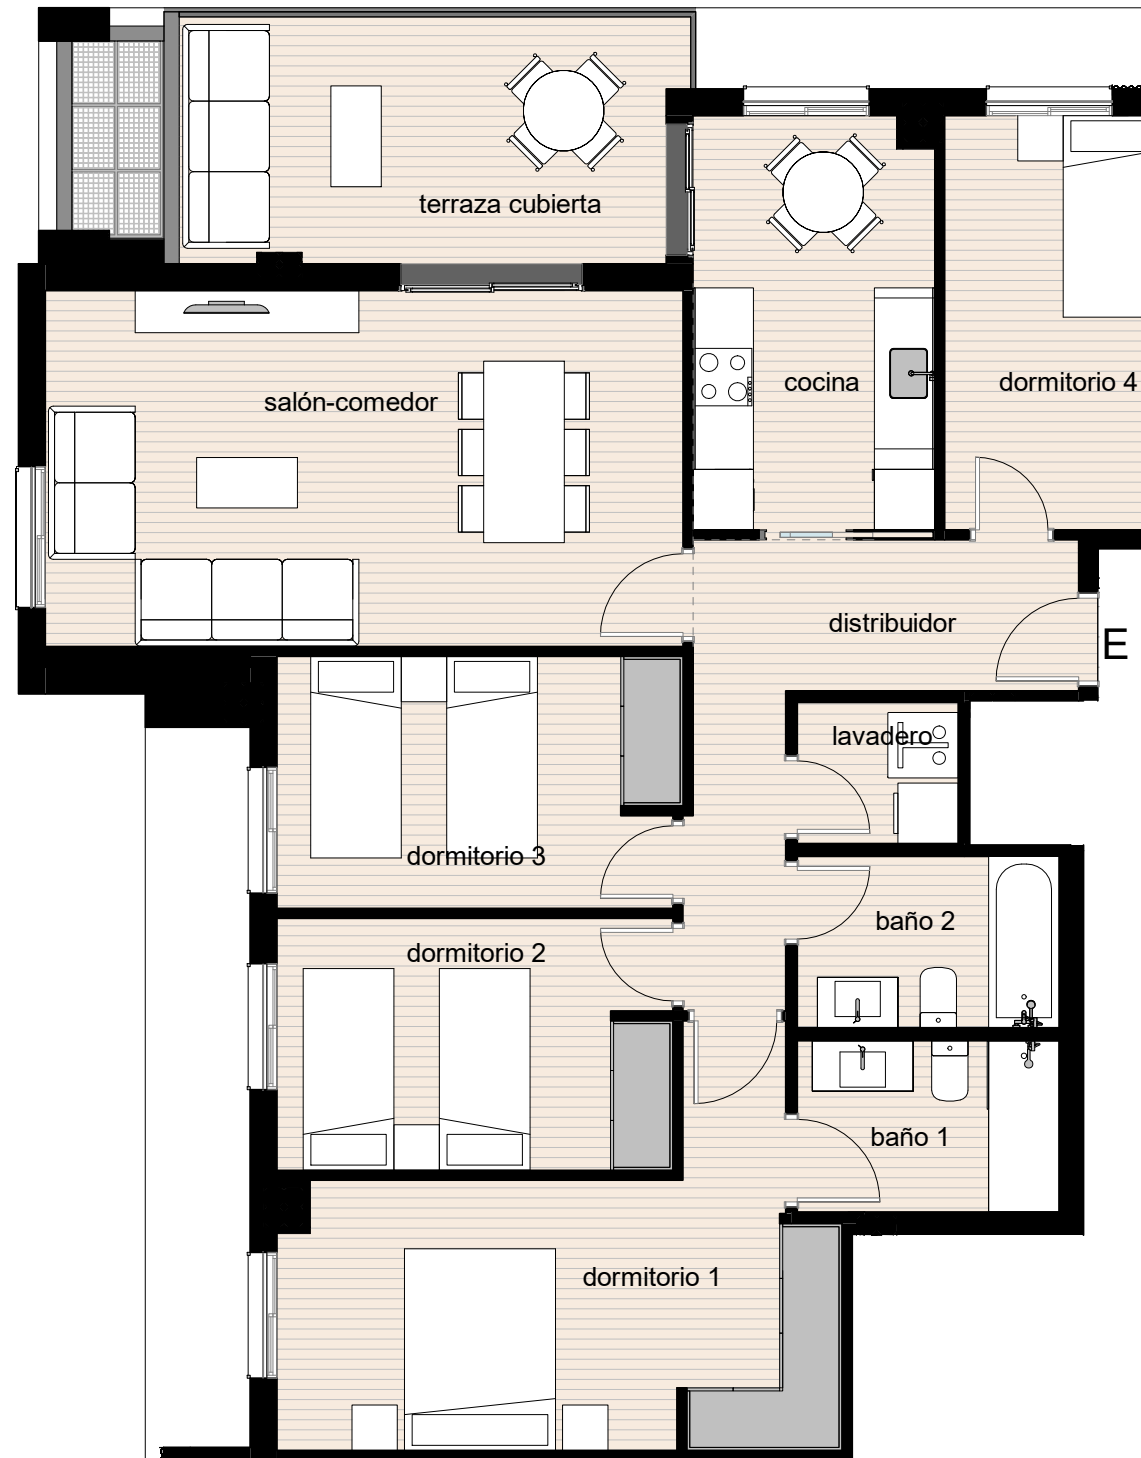 terraza cubierta
salón-comedor
cocina
dormitorio 4
distribuidor
E
lavadero
dormitorio 3
baño 2
dormitorio 2
baño 1
dormitorio 1